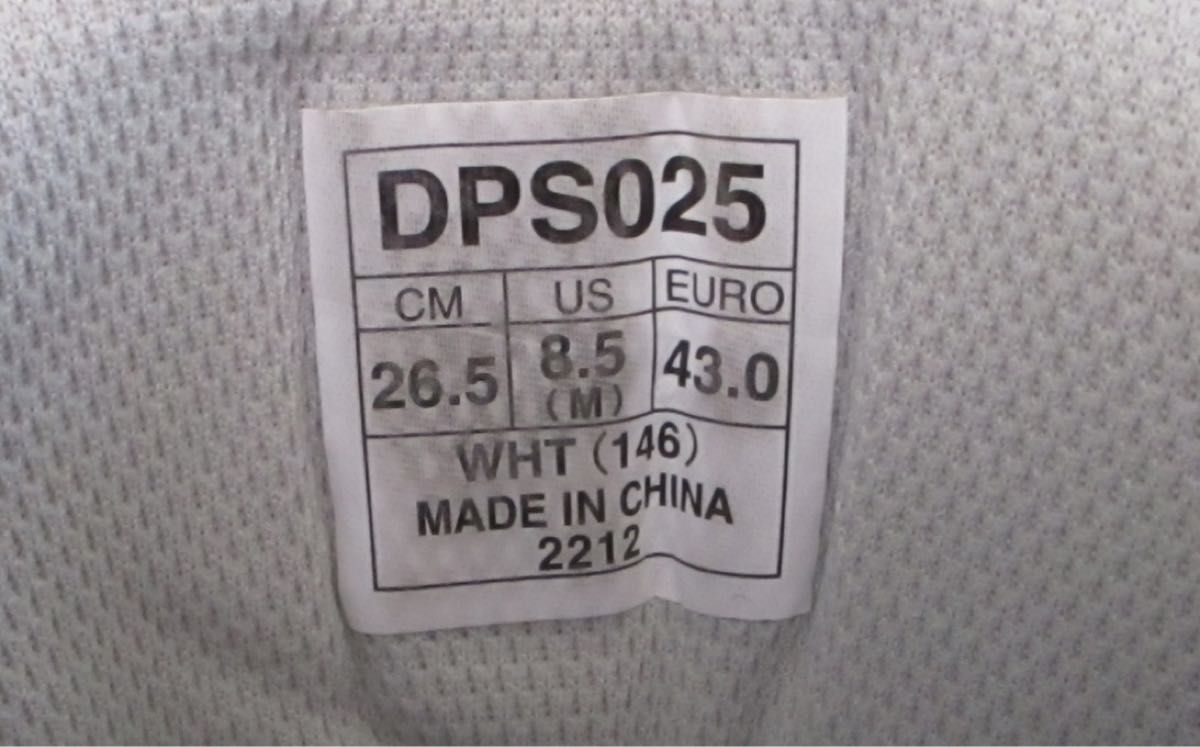 DPS025
CM US EURO
26.5 8.5 (M) 43.0
WHT (146)
MADE IN CHINA
2212